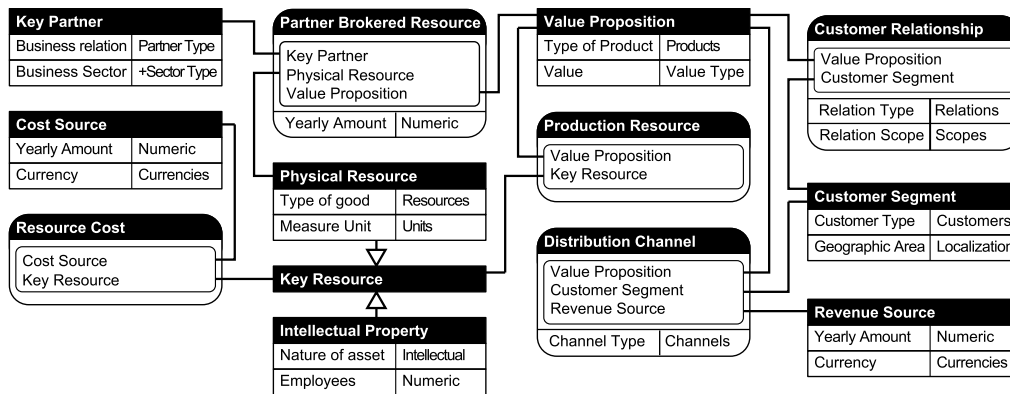 Key Partner
Business relation Partner Type
Business Sector +Sector Type
Cost Source
Yearly Amount Numeric
Currency Currencies
Resource Cost
Cost Source
Key Resource
Partner Brokered Resource
Key Partner
Physical Resource
Value Proposition
Yearly Amount Numeric
Physical Resource
Type of good Resources
Measure Unit Units
Key Resource
Intellectual Property
Nature of asset Intellectual
Employees Numeric
Value Proposition
Type of Product Products
Value Value Type
Production Resource
Value Proposition
Key Resource
Distribution Channel
Value Proposition
Customer Segment
Revenue Source
Channel Type Channels
Customer Relationship
Value Proposition
Customer Segment
Relation Type Relations
Relation Scope Scopes
Customer Segment
Customer Type Customers
Geographic Area Localization
Revenue Source
Yearly Amount Numeric
Currency Currencies